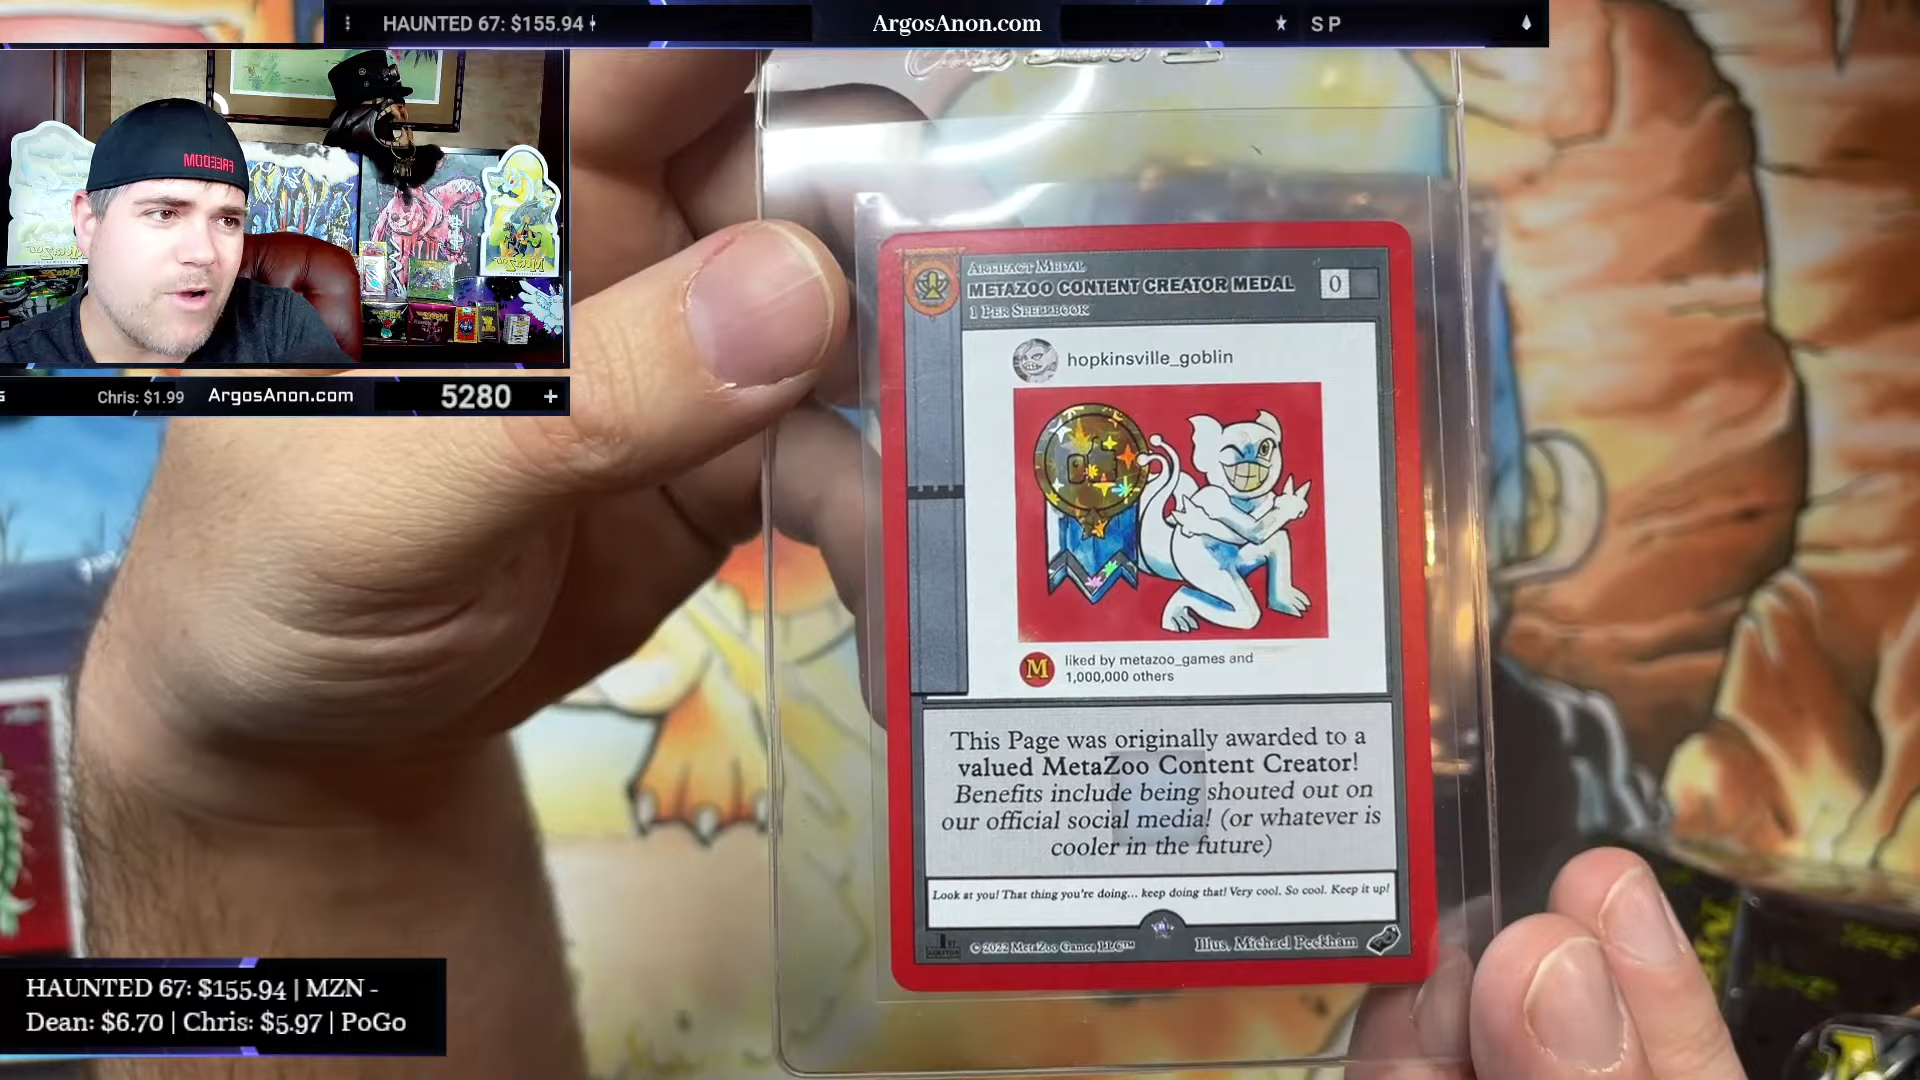 HAUNTED 67: $155.94
ArgosAnon.com
S P
FREEDOM
Chris: $1.99
ArgosAnon.com
5280
+
ARTIFACT MEDAL
METAZOO CONTENT CREATOR MEDAL
0
1 PER SPELLBOOK
hopkinsville_goblin
M
liked by metazoo_games and
1,000,000 others
This Page was originally awarded to a
valued MetaZoo Content Creator!
Benefits include being shouted out on
our official social media! (or whatever is
cooler in the future)
Look at you! That thing you're doing... keep doing that! Very cool. So cool. Keep it up!
© 2022 MetaZoo Games LLC™
Illus. Michael Peckham
HAUNTED 67: $155.94 | MZN -
Dean: $6.70 | Chris: $5.97 | PoGo